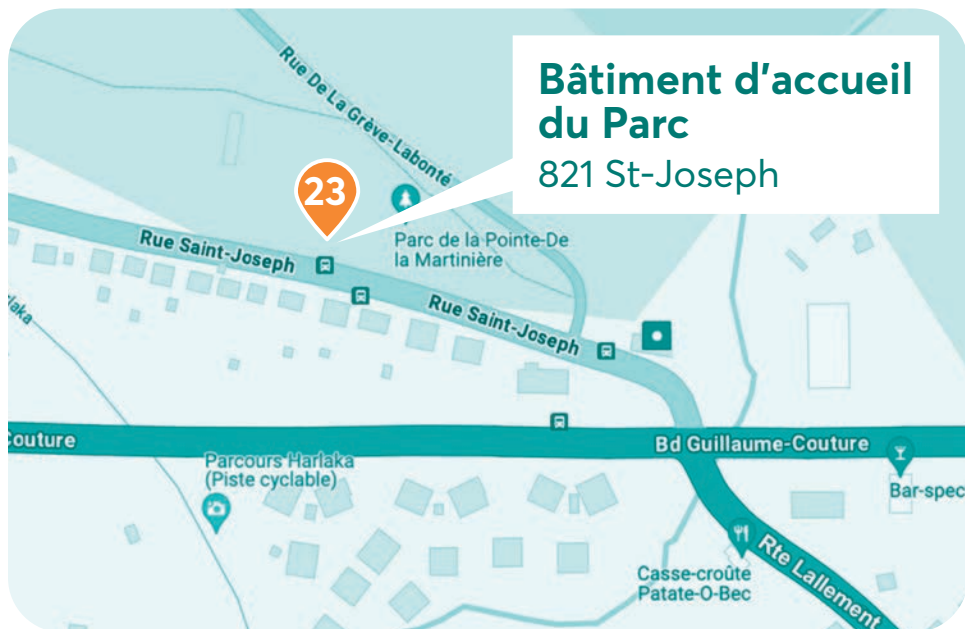 Bâtiment d'accueil
du Parc
821 St-Joseph
Rue De La Grève-Labonté
23
Parc de la Pointe-De
la Martinière
Rue Saint-Joseph
Rue Saint-Joseph
rlaka
Couture
Bd Guillaume-Couture
Parcours Harlaka
(Piste cyclable)
Bar-spec
Rte Lallement
Casse-croûte
Patate-O-Bec